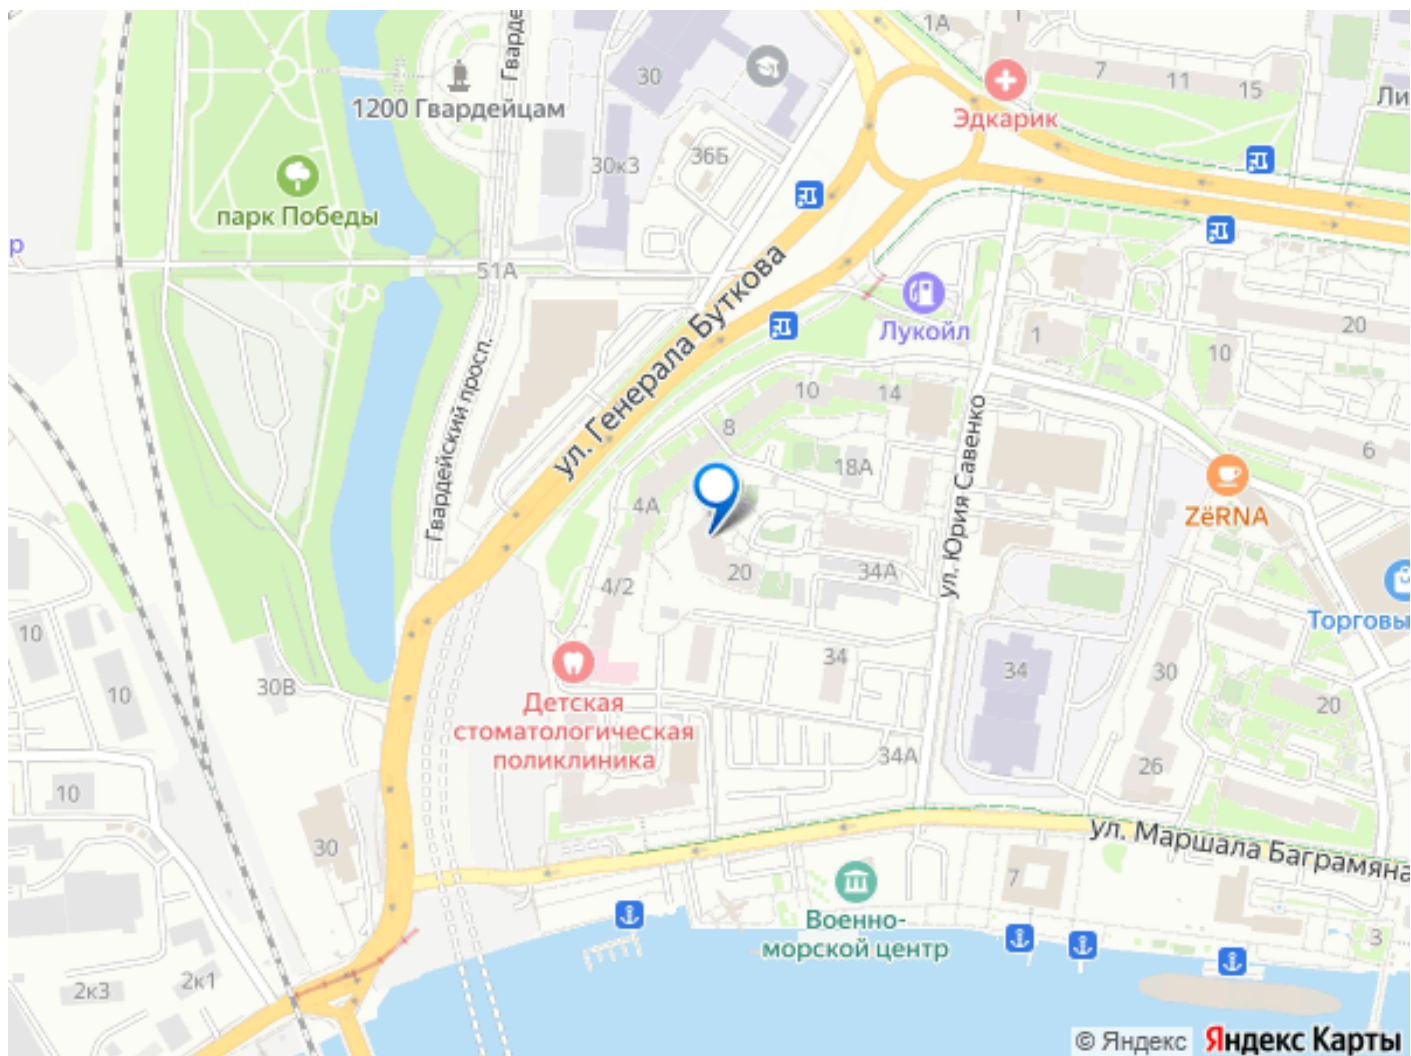 1А
1
Гварде
30
7
11
15
Ли
1200 Гвардейцам
Эдкарик
36Б
30к3
парк Победы
р
51А
Лукойл
1
20
10
ул. Генерала Буткова
Гвардейский просп.
10
14
8
6
ул. Юрия Савенко
18А
4А
ZёRNA
20
34А
4/2
10
Торговы
34
34
30
30В
10
20
Детская
стоматологическая
поликлиника
34А
26
10
30
ул. Маршала Баграмяна
7
Военно-
морской центр
3
2к1
2к3
© Яндекс Яндекс Карты